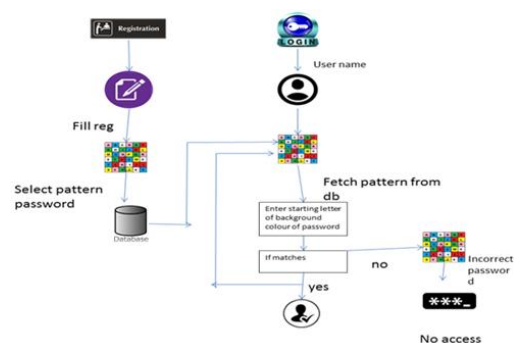 Registration
LOGIN
User name
Fill reg
Select pattern
password
Database
Fetch pattern from
db
Enter starting letter
of background
colour of password
If matches
no
yes
Incorrect
passwor
d
***_
No access